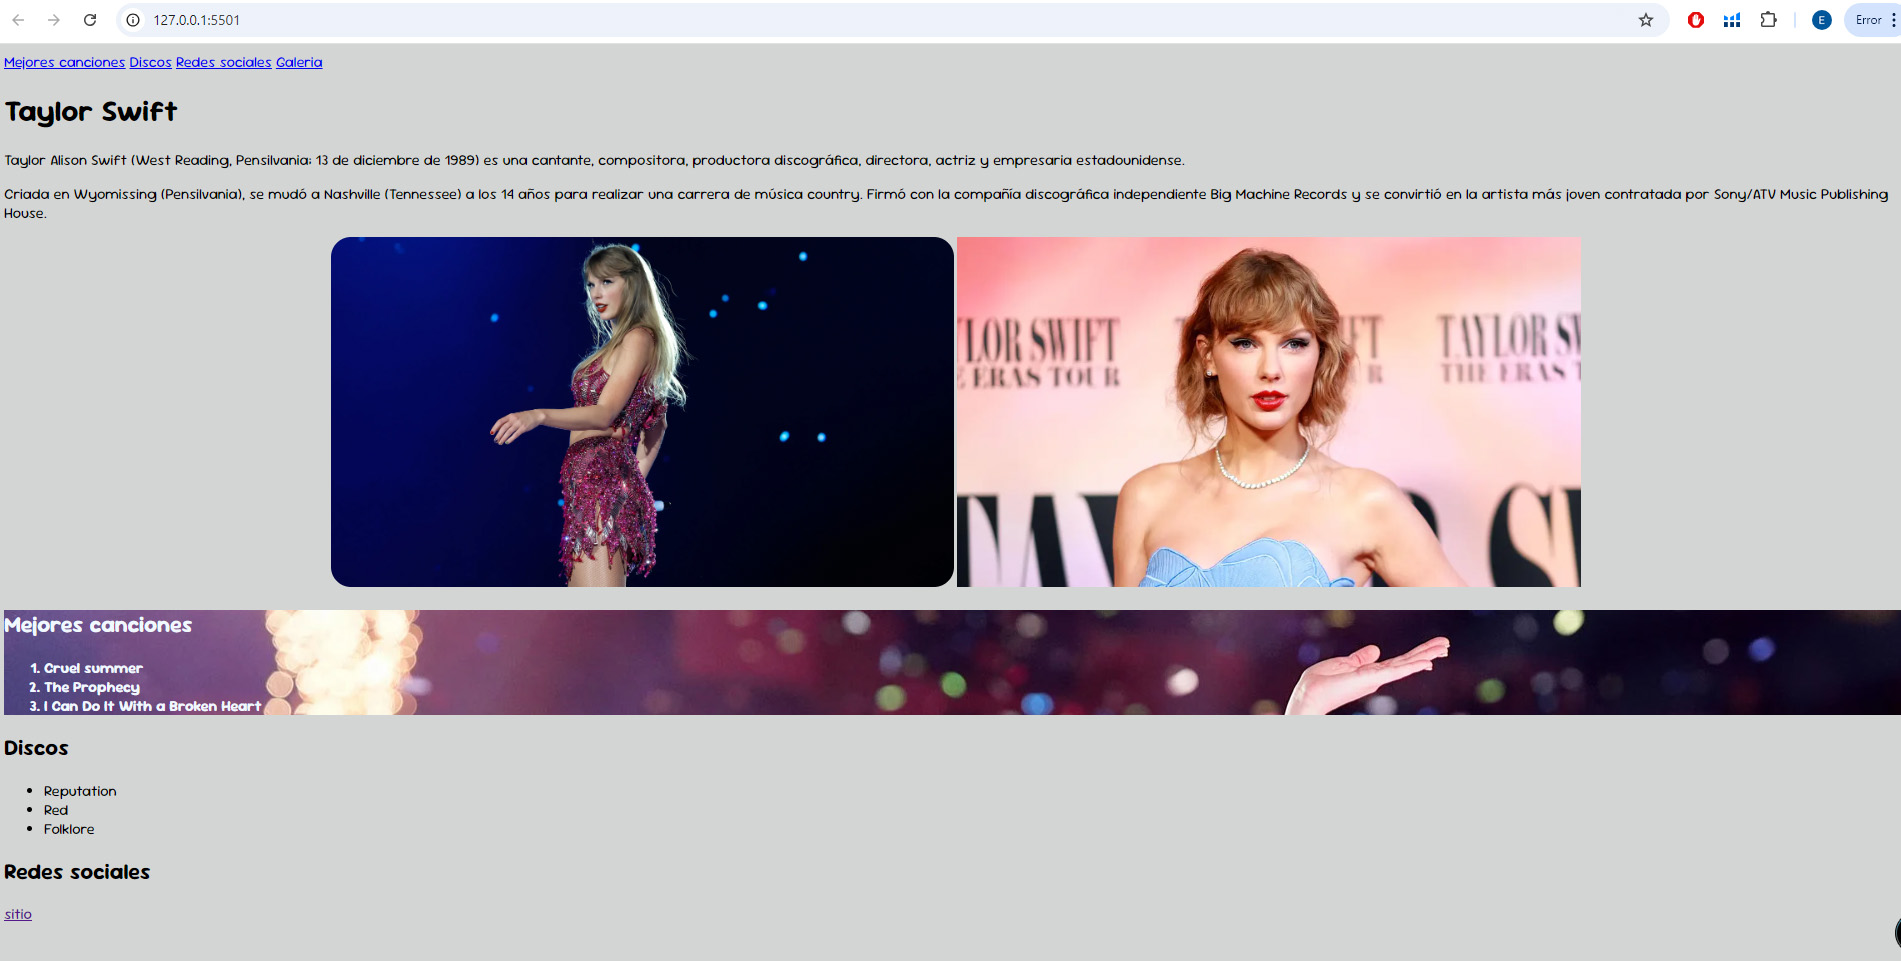 127.0.0.1:5501
E
Error
Mejores canciones Discos Redes sociales Galeria
Taylor Swift
Taylor Alison Swift (West Reading, Pensilvania; 13 de diciembre de 1989) es una cantante, compositora, productora discográfica, directora, actriz y empresaria estadounidense.
Criada en Wyomissing (Pensilvania), se mudó a Nashville (Tennessee) a los 14 años para realizar una carrera de música country. Firmó con la compañía discográfica independiente Big Machine Records y se convirtió en la artista más joven contratada por Sony/ATV Music Publishing
House.
LOR SWIFT
ERAS TOUR
FT
R
TAYLOR SV
THE ERAS T
TAY
R SV
Mejores canciones
1. Cruel summer
2. The Prophecy
3. I Can Do It With a Broken Heart
Discos
Reputation
Red
Folklore
Redes sociales
sitio